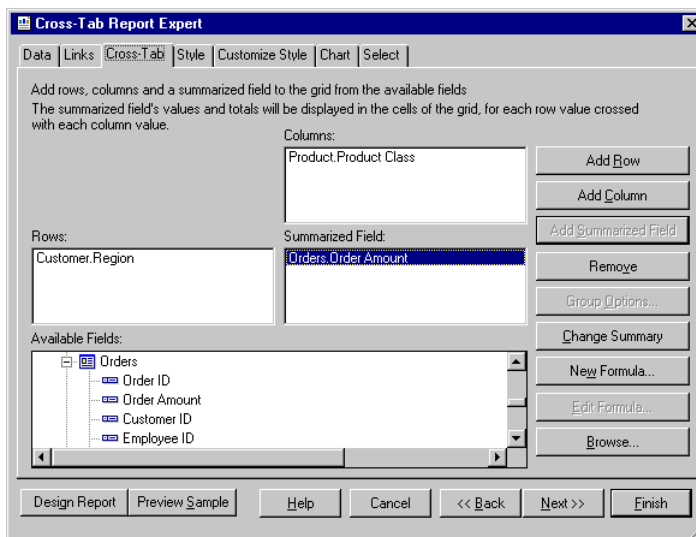 Cross-Tab Report Expert
Data Links Cross-Tab Style Customize Style Chart Select
Add rows, columns and a summarized field to the grid from the available fields
The summarized field's values and totals will be displayed in the cells of the grid, for each row value crossed
with each column value.
Columns:
Product.Product Class
Add Row
Add Column
Add Summarized Field
Rows:
Customer.Region
Summarized Field:
Orders.Order Amount
Remove
Group Options...
Change Summary
New Formula...
Edit Formula...
Browse...
Available Fields:
Orders
Order ID
Order Amount
Customer ID
Employee ID
Design Report Preview Sample Help Cancel << Back Next >> Finish